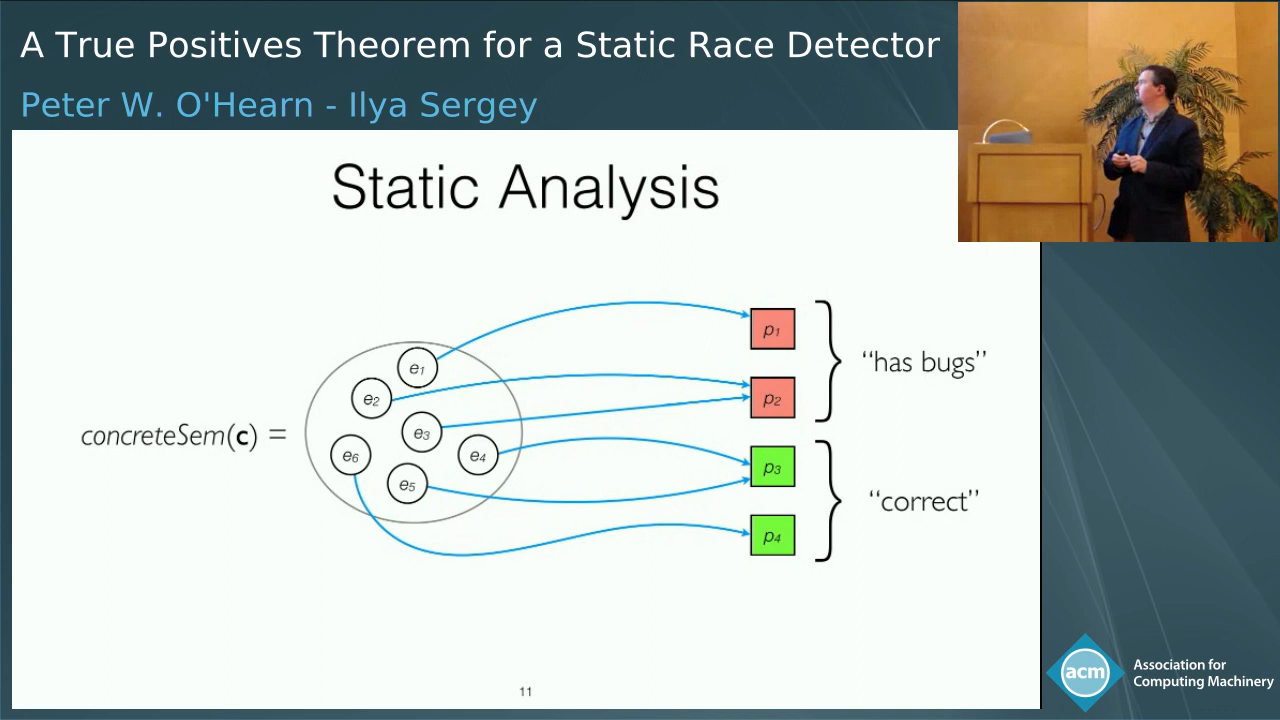 A True Positives Theorem for a Static Race Detector
Peter W. O'Hearn - Ilya Sergey
Static Analysis
concreteSem(c) =
e1
e2
e3
e4
e5
e6
p1
p2
p3
p4
“has bugs”
“correct”
11
acm
Association for
Computing Machinery